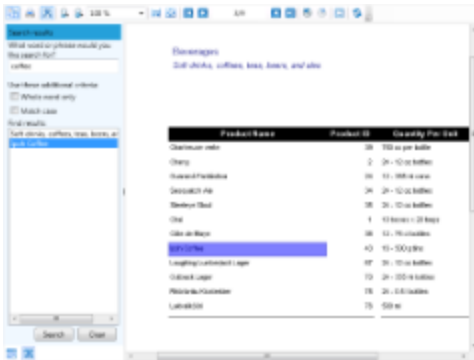 100 %
Search results
What word or phrase would you like search for?
coffee
Use these additional criteria:
Whole word only
Match case
Find results:
Soft drinks, coffees, teas, beers, an
Ipoh Coffee
Search
Clear
Beverages
Soft drinks, coffees, teas, beers, and ales
Product Name Product ID Quantity Per Unit
Chartreuse verte 39 750 cc per bottle
Chang 2 24 - 12 oz bottles
Guaraná Fantástica 24 12 - 355 ml cans
Sasquatch Ale 34 24 - 12 oz bottles
Steeleye Stout 35 24 - 12 oz bottles
Chai 1 10 boxes x 20 bags
Côte de Blaye 38 12 - 75 cl bottles
Ipoh Coffee 43 16 - 500 g tins
Laughing Lumberjack Lager 67 24 - 12 oz bottles
Outback Lager 70 24 - 355 ml bottles
Rhönbräu Klosterbier 75 24 - 0.5 l bottles
Lakkalikööri 76 500 ml